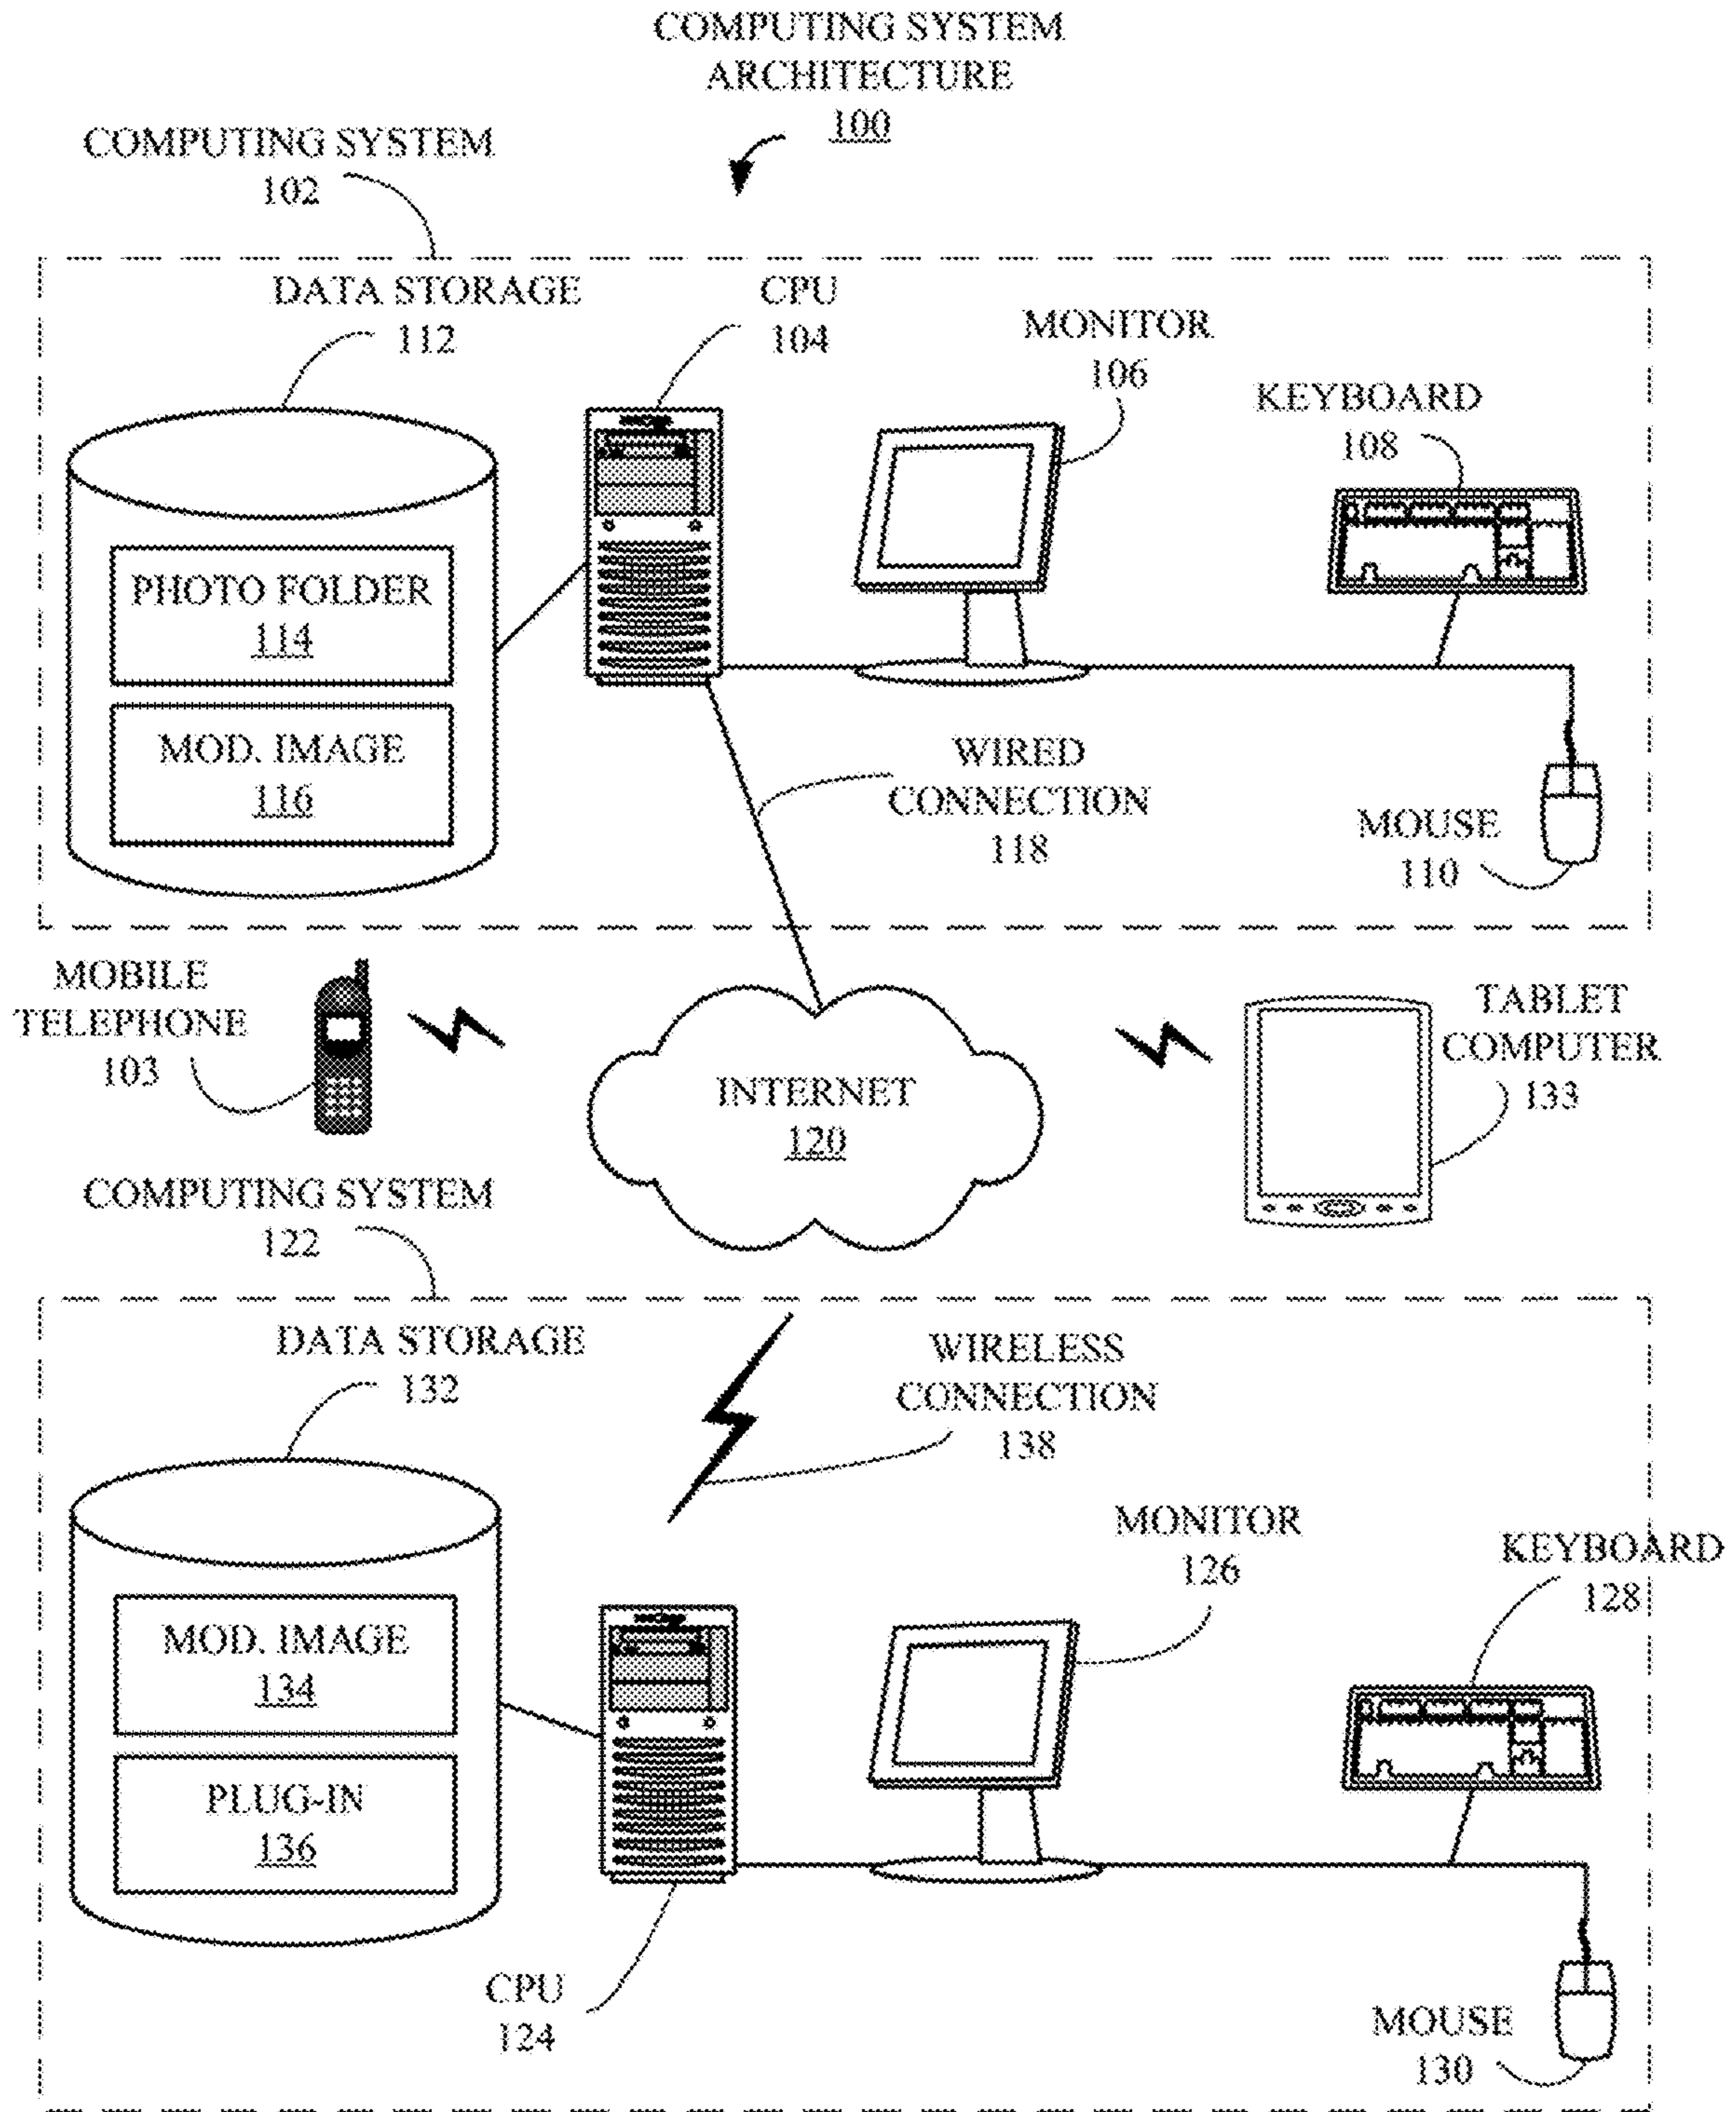 COMPUTING SYSTEM
ARCHITECTURE
100
COMPUTING SYSTEM
102
DATA STORAGE
112
CPU
104
MONITOR
106
KEYBOARD
108
PHOTO FOLDER
114
MOD. IMAGE
116
WIRED
CONNECTION
118
MOUSE
110
MOBILE
TELEPHONE
103
INTERNET
120
TABLET
COMPUTER
133
COMPUTING SYSTEM
122
DATA STORAGE
132
WIRELESS
CONNECTION
138
MONITOR
126
KEYBOARD
128
MOD. IMAGE
134
PLUG-IN
136
CPU
124
MOUSE
130